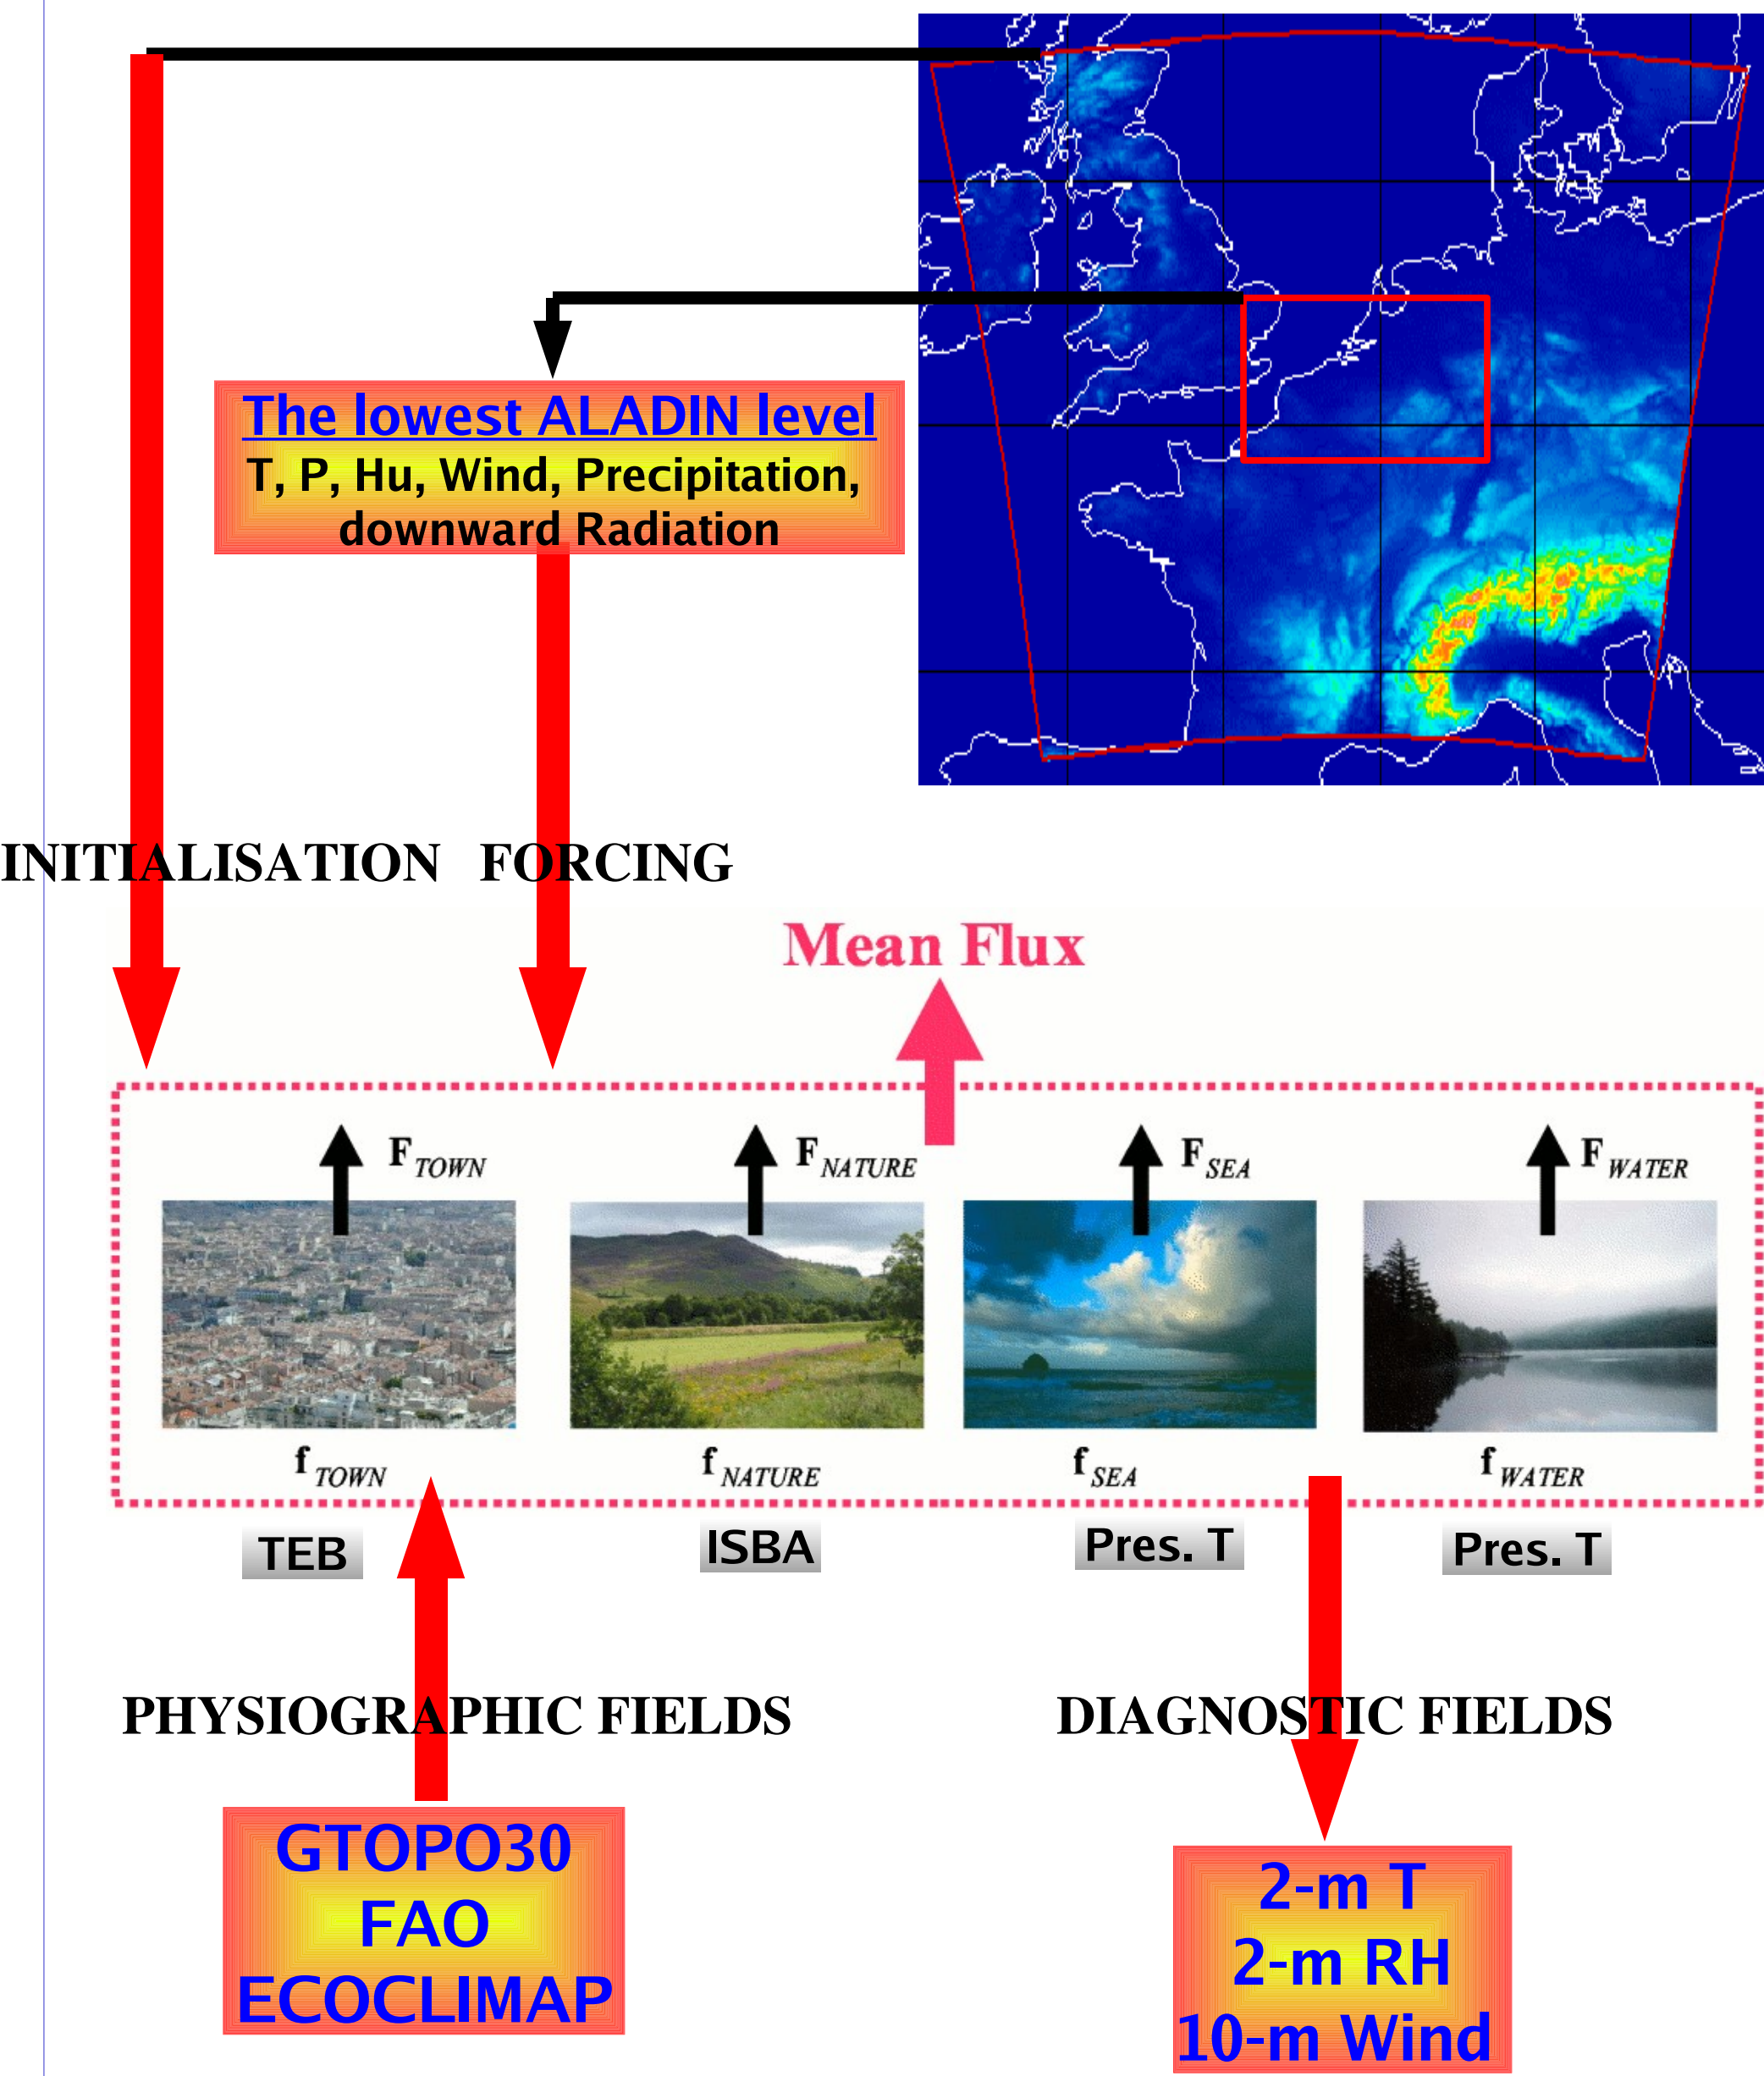 The lowest ALADIN level
T, P, Hu, Wind, Precipitation,
downward Radiation
INITIALISATION FORCING
Mean Flux
F TOWN
F NATURE
F SEA
F WATER
f TOWN
f NATURE
f SEA
f WATER
TEB
ISBA
Pres. T
Pres. T
PHYSIOGRAPHIC FIELDS
DIAGNOSTIC FIELDS
GTOPO30
FAO
ECOCLIMAP
2-m T
2-m RH
10-m Wind